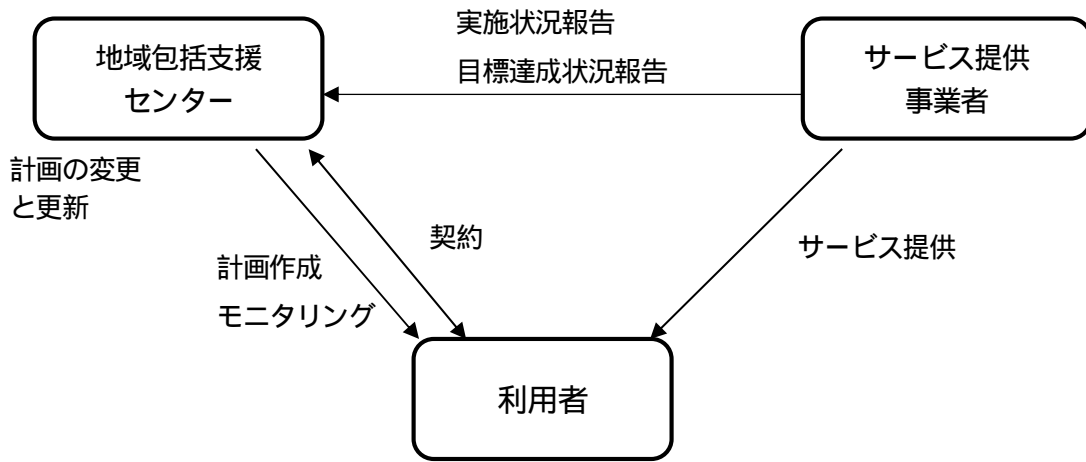 実施状況報告
目標達成状況報告
地域包括支援
センター
サービス提供
事業者
計画の変更
と更新
契約
サービス提供
計画作成
モニタリング
利用者